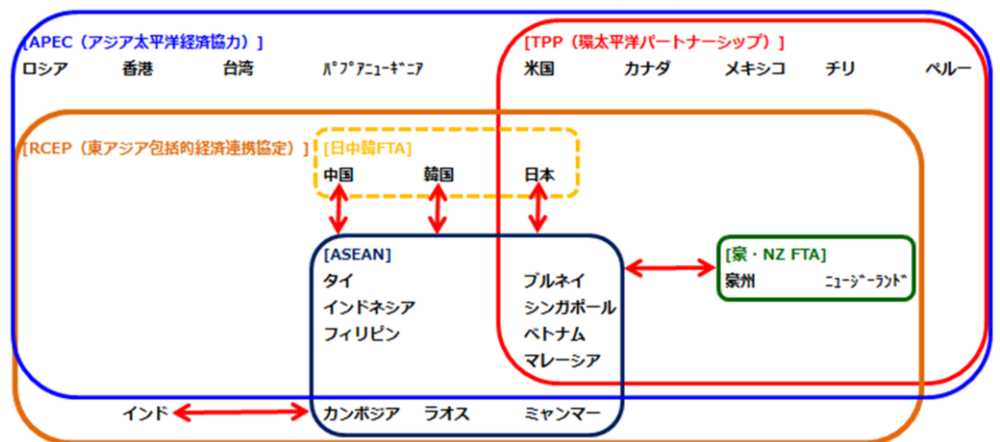 [APEC（アジア太平洋経済協力）] [TPP（環太平洋パートナーシップ）]
ロシア 香港 台湾 ﾊﾟﾌﾟｱﾆｭｰｷﾞﾆｱ 米国 カナダ メキシコ チリ ペルー
[RCEP（東アジア包括的経済連携協定）] [日中韓FTA]
中国 韓国 日本
[ASEAN] [豪・NZ FTA]
タイ ブルネイ 豪州 ﾆｭｰｼﾞｰﾗﾝﾄﾞ
インドネシア シンガポール
フィリピン ベトナム
マレーシア
インド カンボジア ラオス ミャンマー